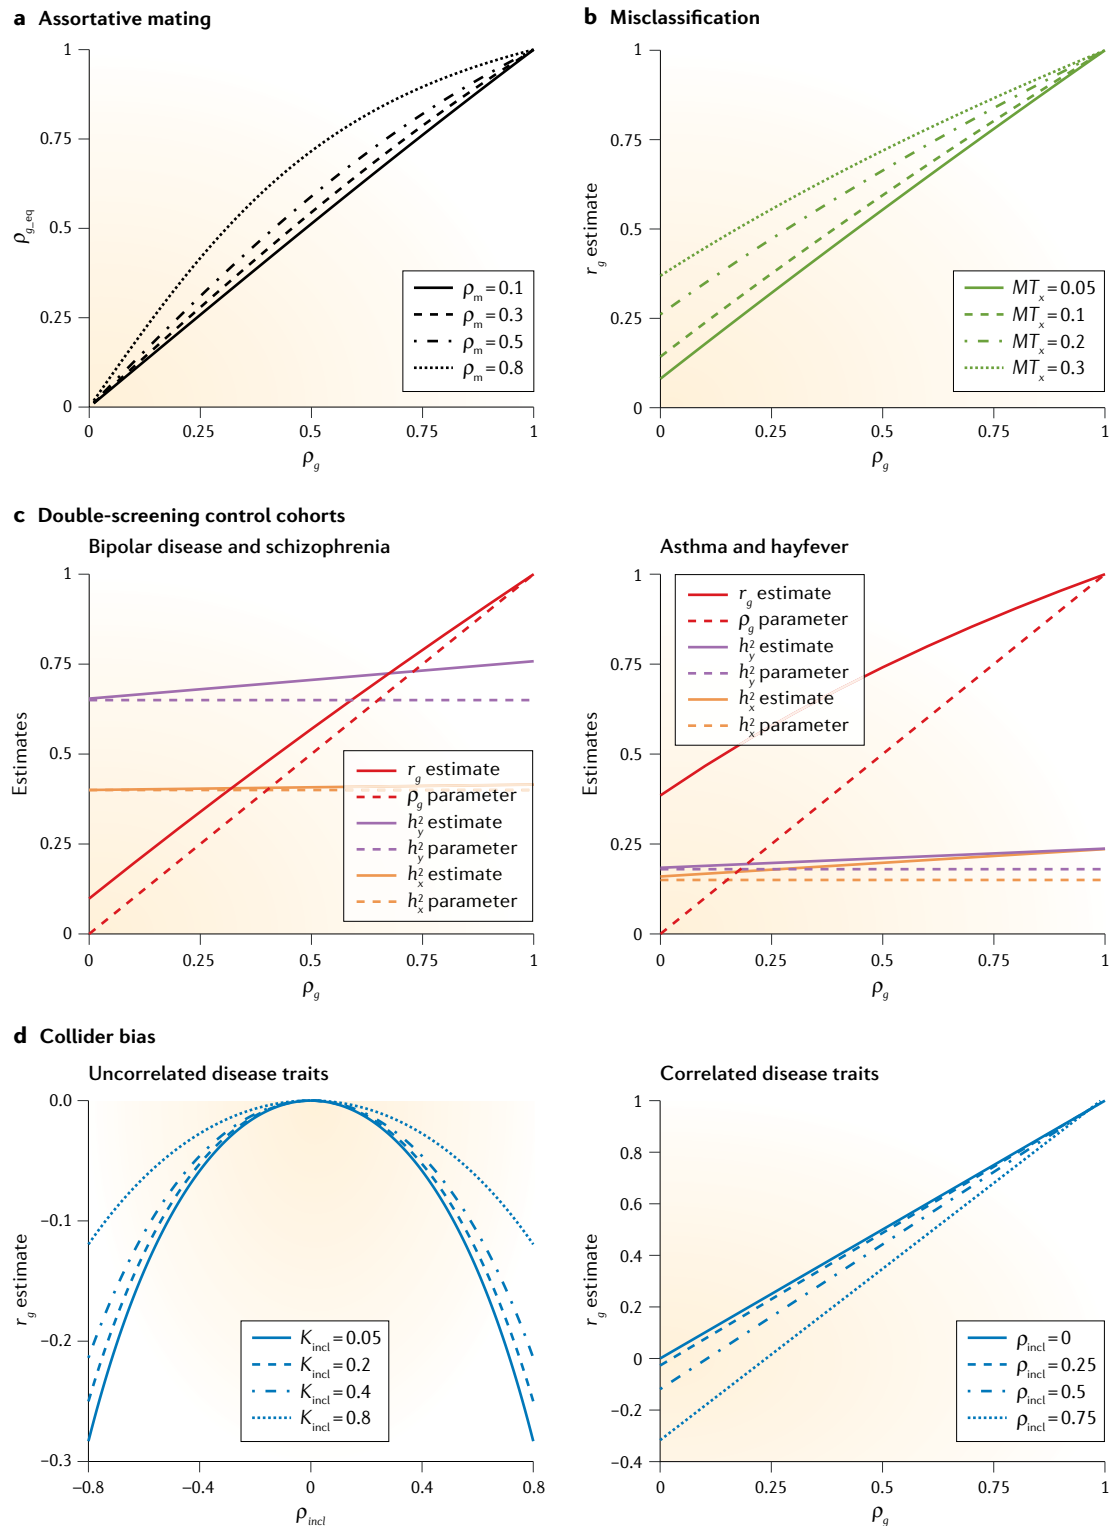 a Assortative mating
1
0.75
0.5
0.25
0
ρg_eq
0 0.25 0.5 0.75 1
ρg
ρm = 0.1
ρm = 0.3
ρm = 0.5
ρm = 0.8
b Misclassification
1
0.75
0.5
0.25
0
rg estimate
0 0.25 0.5 0.75 1
ρg
MTx = 0.05
MTx = 0.1
MTx = 0.2
MTx = 0.3
c Double-screening control cohorts
Bipolar disease and schizophrenia
1
0.75
0.5
0.25
0
Estimates
0 0.25 0.5 0.75 1
ρg
rg estimate
ρg parameter
h²y estimate
h²y parameter
h²x estimate
h²x parameter
Asthma and hayfever
1
0.75
0.5
0.25
0
Estimates
0 0.25 0.5 0.75 1
ρg
rg estimate
ρg parameter
h²y estimate
h²y parameter
h²x estimate
h²x parameter
d Collider bias
Uncorrelated disease traits
0.0
−0.1
−0.2
−0.3
rg estimate
−0.8 −0.4 0 0.4 0.8
ρincl
Kincl = 0.05
Kincl = 0.2
Kincl = 0.4
Kincl = 0.8
Correlated disease traits
1
0.8
0.6
0.4
0.2
0
−0.2
−0.4
rg estimate
0 0.25 0.5 0.75 1
ρg
ρincl = 0
ρincl = 0.25
ρincl = 0.5
ρincl = 0.75